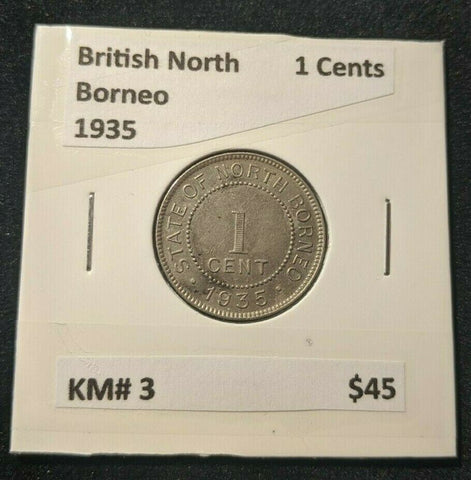 British North 1 Cents
Borneo
1935
STATE OF NORTH BORNEO
1
CENT
1935
KM# 3 $45